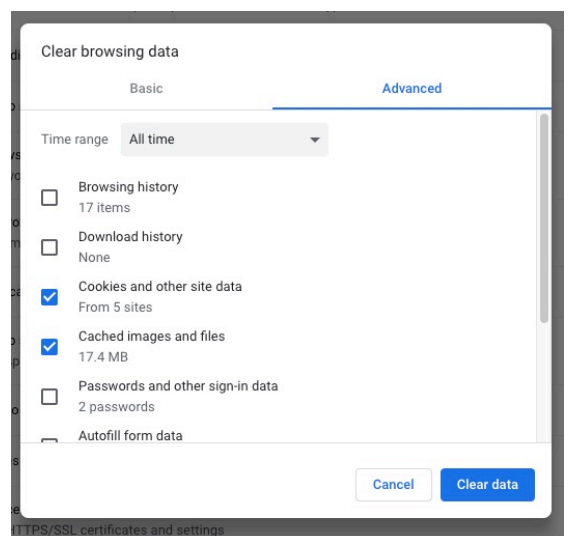 Clear browsing data
Basic
Advanced
Time range
All time
Browsing history
17 items
Download history
None
Cookies and other site data
From 5 sites
Cached images and files
17.4 MB
Passwords and other sign-in data
2 passwords
Autofill form data
Cancel
Clear data
HTTPS/SSL certificates and settings